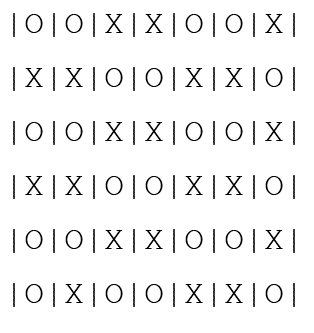 | O | O | X | X | O | O | X |
| X | X | O | O | X | X | O |
| O | O | X | X | O | O | X |
| X | X | O | O | X | X | O |
| O | O | X | X | O | O | X |
| O | X | O | O | X | X | O |